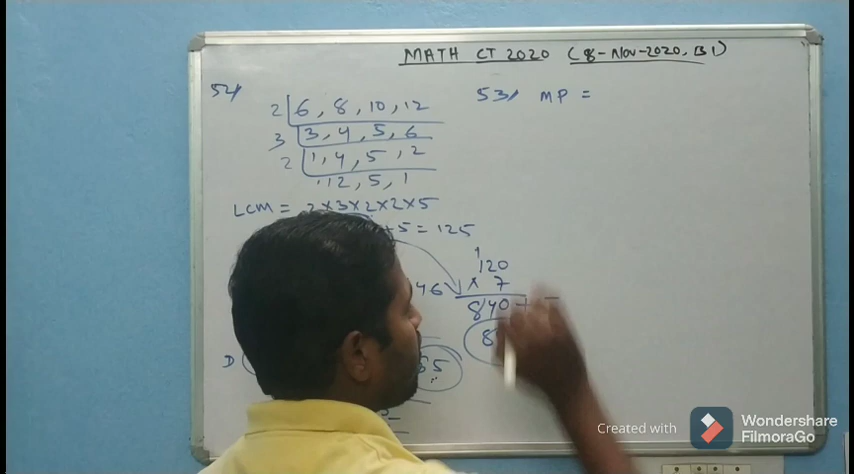 MATH CT 2020 (8-Nov-2020, B1)
54)
2 6, 8, 10, 12
3 3, 4, 5, 6
2 1, 4, 5, 2
1 2, 5, 1
LCM = 2×3×2×2×5
+5 = 125
1
120
46 × 7
840 +
D
53) MP =
Created with Wondershare FilmoraGo